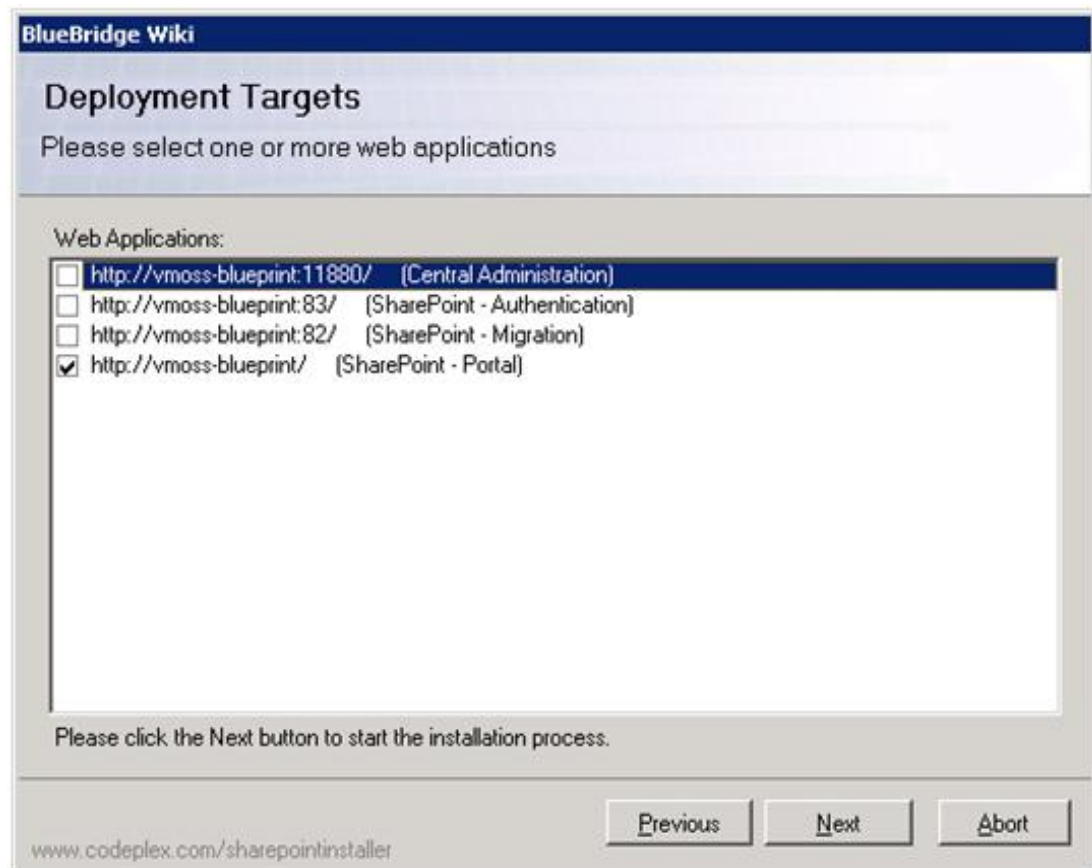 BlueBridge Wiki
Deployment Targets
Please select one or more web applications
Web Applications:
http://vmoss-blueprint:11880/ (Central Administration)
http://vmoss-blueprint:83/ (SharePoint - Authentication)
http://vmoss-blueprint:82/ (SharePoint - Migration)
http://vmoss-blueprint/ (SharePoint - Portal)
Please click the Next button to start the installation process.
Previous Next Abort
www.codeplex.com/sharepointinstaller